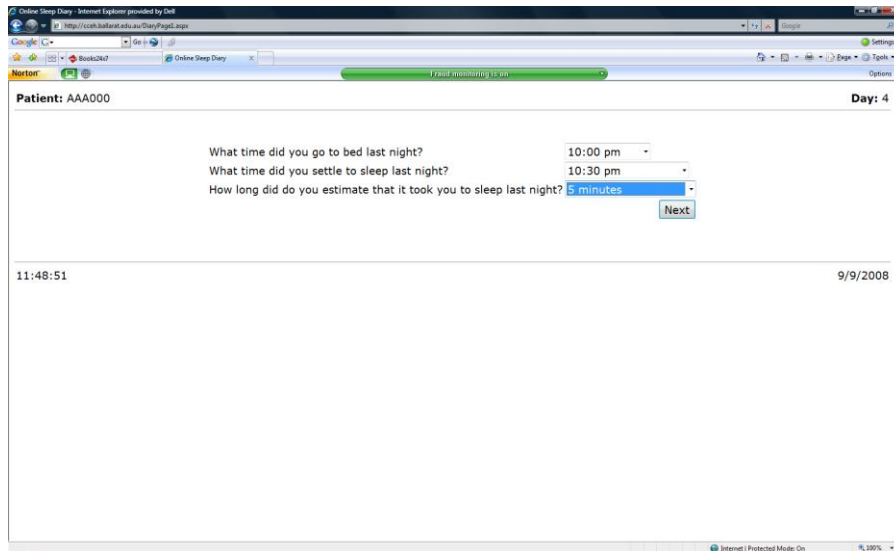 Online Sleep Diary - Internet Explorer provided by Dell
http://cceh.ballarat.edu.au/DiaryPage1.aspx
Google
Google G Go Settings
Books24x7 Online Sleep Diary X Page Tools
Norton Fraud monitoring is on Options
Patient: AAA000 Day: 4
What time did you go to bed last night? 10:00 pm
What time did you settle to sleep last night? 10:30 pm
How long did do you estimate that it took you to sleep last night? 5 minutes
Next
11:48:51 9/9/2008
Internet | Protected Mode: On 100%